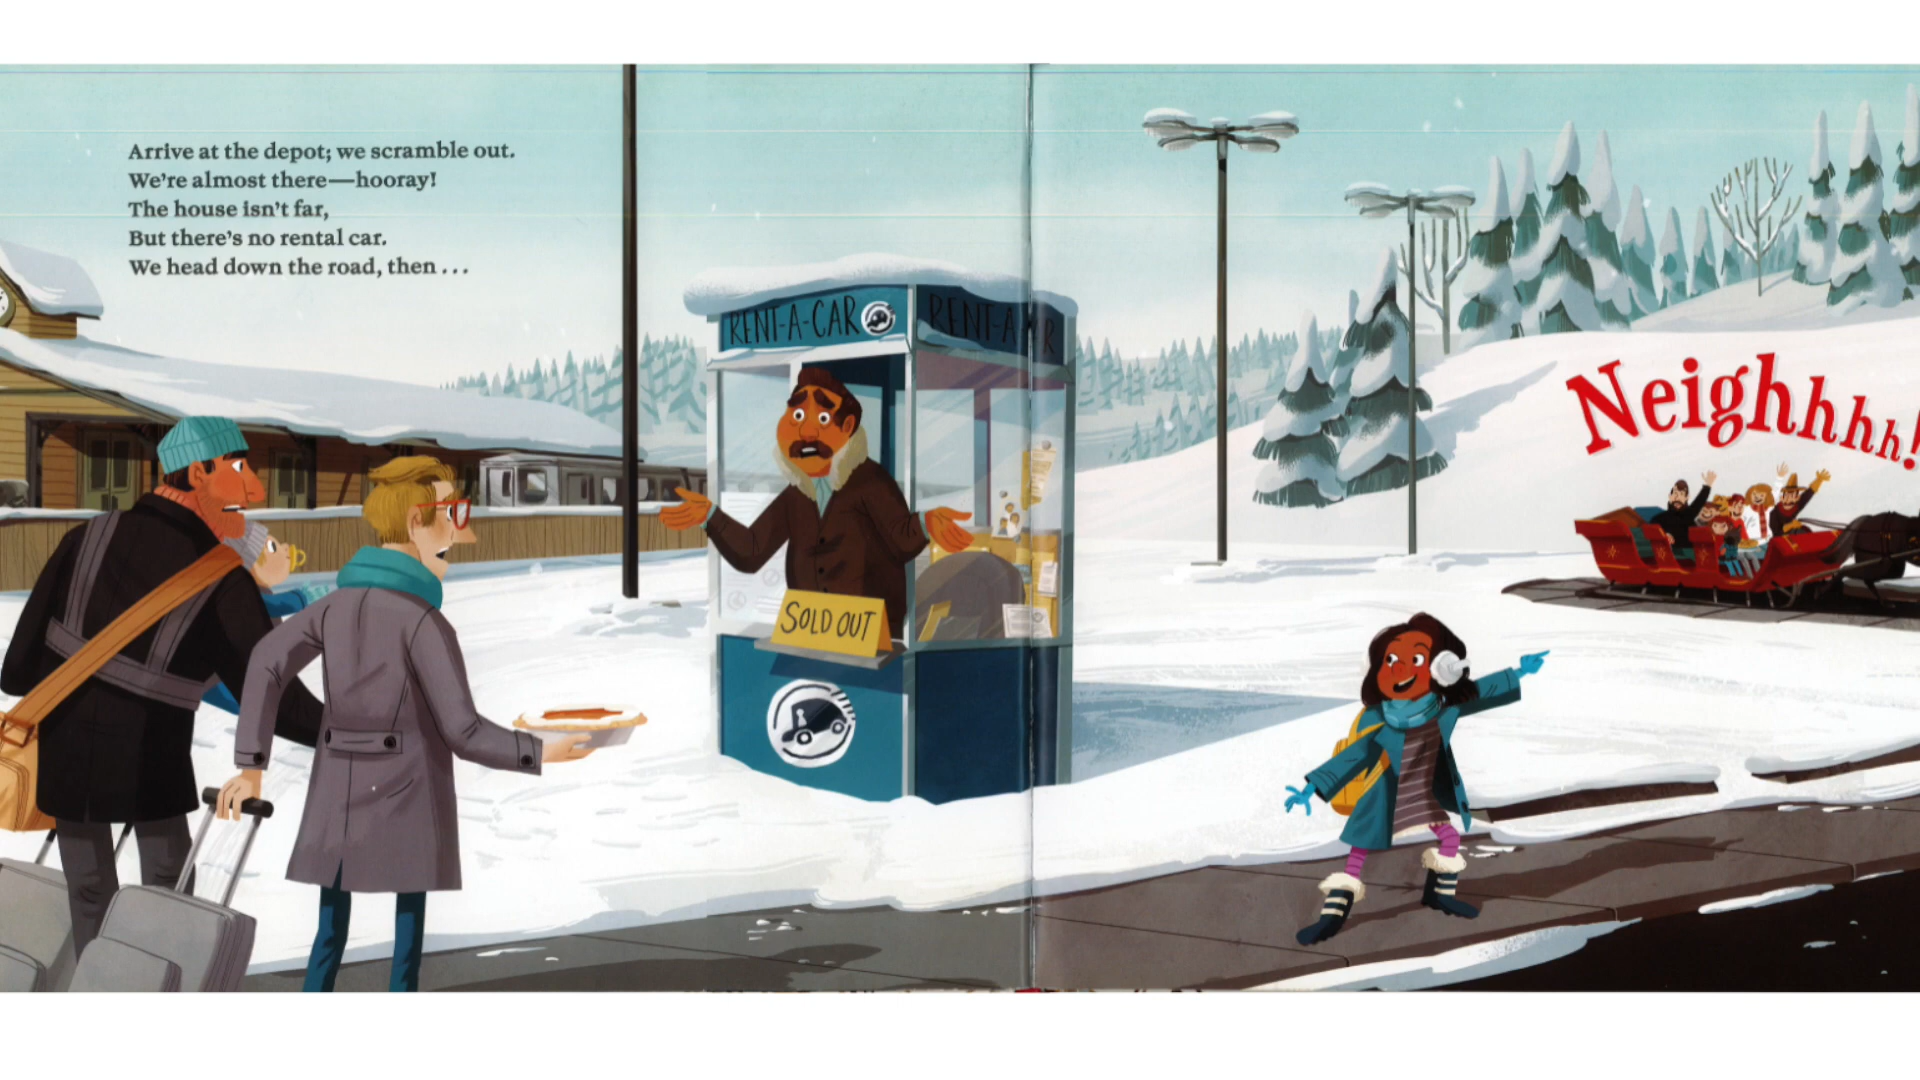 Arrive at the depot; we scramble out.
We're almost there—hooray!
The house isn't far,
But there's no rental car.
We head down the road, then . . .
RENT-A-CAR
RENT-A
R
SOLD OUT
Neighhhh!